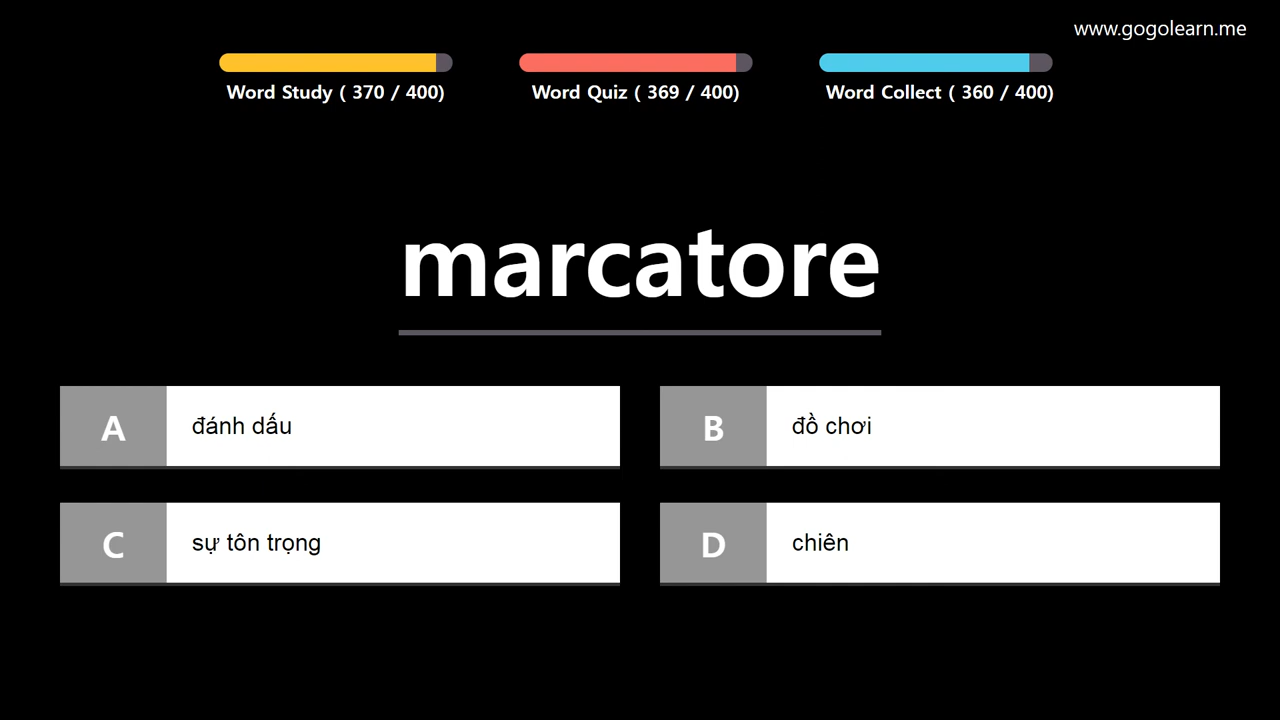 www.gogolearn.me
Word Study ( 370 / 400)
Word Quiz ( 369 / 400)
Word Collect ( 360 / 400)
marcatore
A
đánh dấu
B
đồ chơi
C
sự tôn trọng
D
chiên